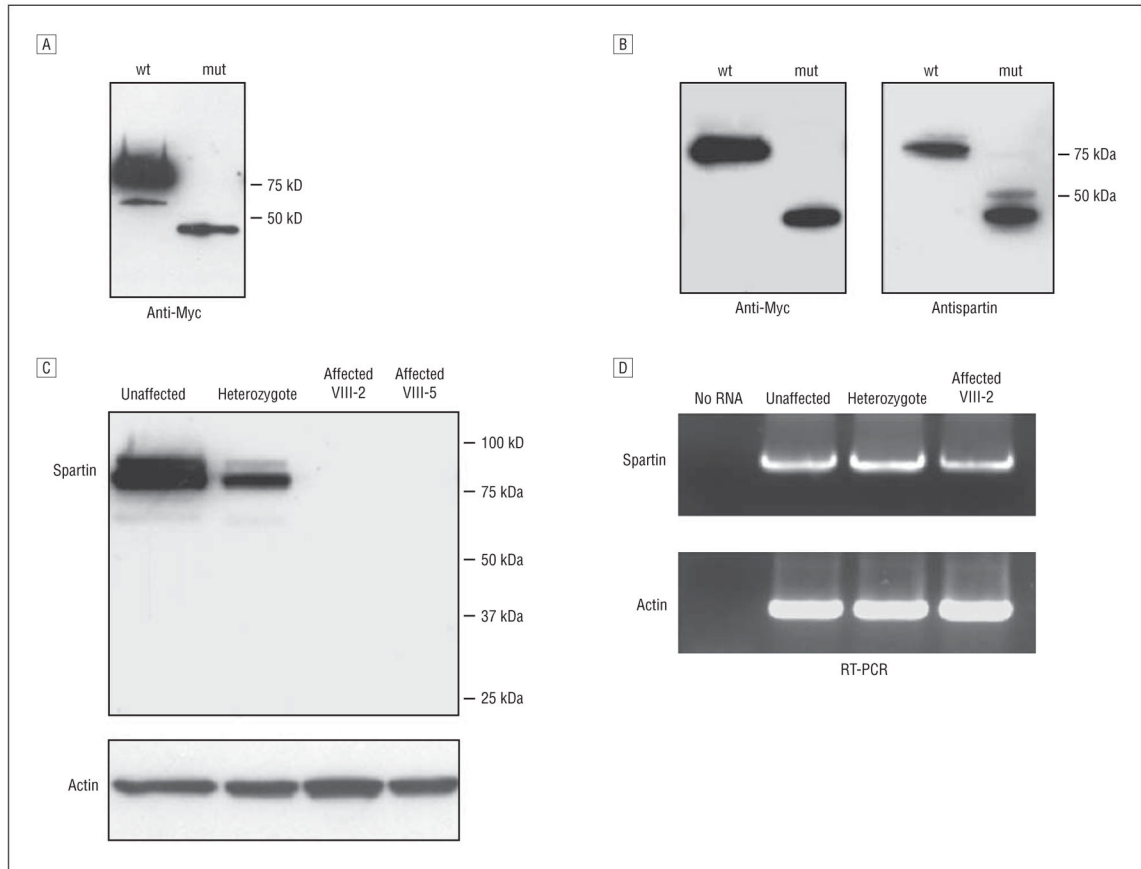 A
wt mut
75 kD
50 kD
Anti-Myc
B
wt mut
wt mut
75 kDa
50 kDa
Anti-Myc
Antispartin
C
Unaffected Heterozygote Affected VIII-2 Affected VIII-5
Spartin
100 kD
75 kDa
50 kDa
37 kDa
25 kDa
Actin
D
No RNA Unaffected Heterozygote Affected VIII-2
Spartin
Actin
RT-PCR